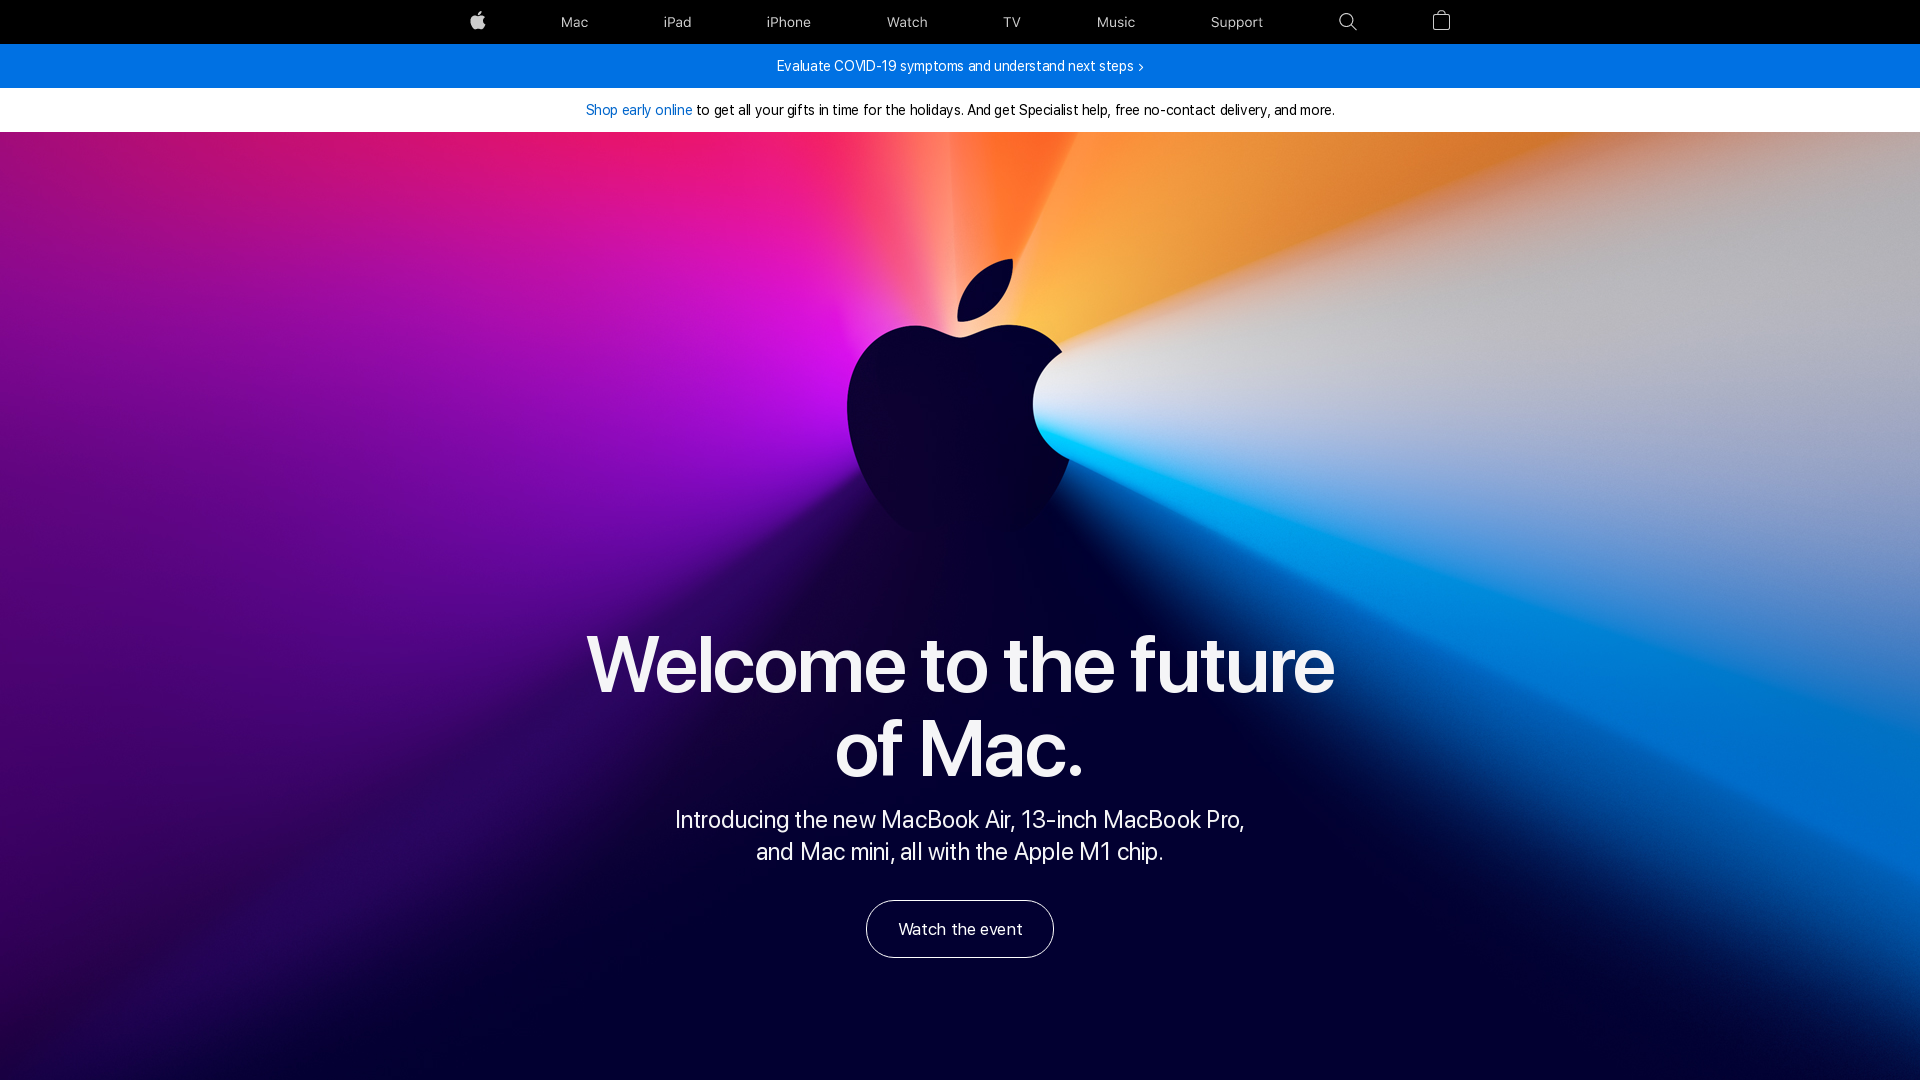 Mac iPad iPhone Watch TV Music Support
Evaluate COVID-19 symptoms and understand next steps ›
Shop early online to get all your gifts in time for the holidays. And get Specialist help, free no-contact delivery, and more.
Welcome to the future
of Mac.
Introducing the new MacBook Air, 13-inch MacBook Pro,
and Mac mini, all with the Apple M1 chip.
Watch the event